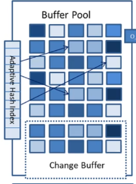 Buffer Pool
Adaptive Hash Index
Change Buffer